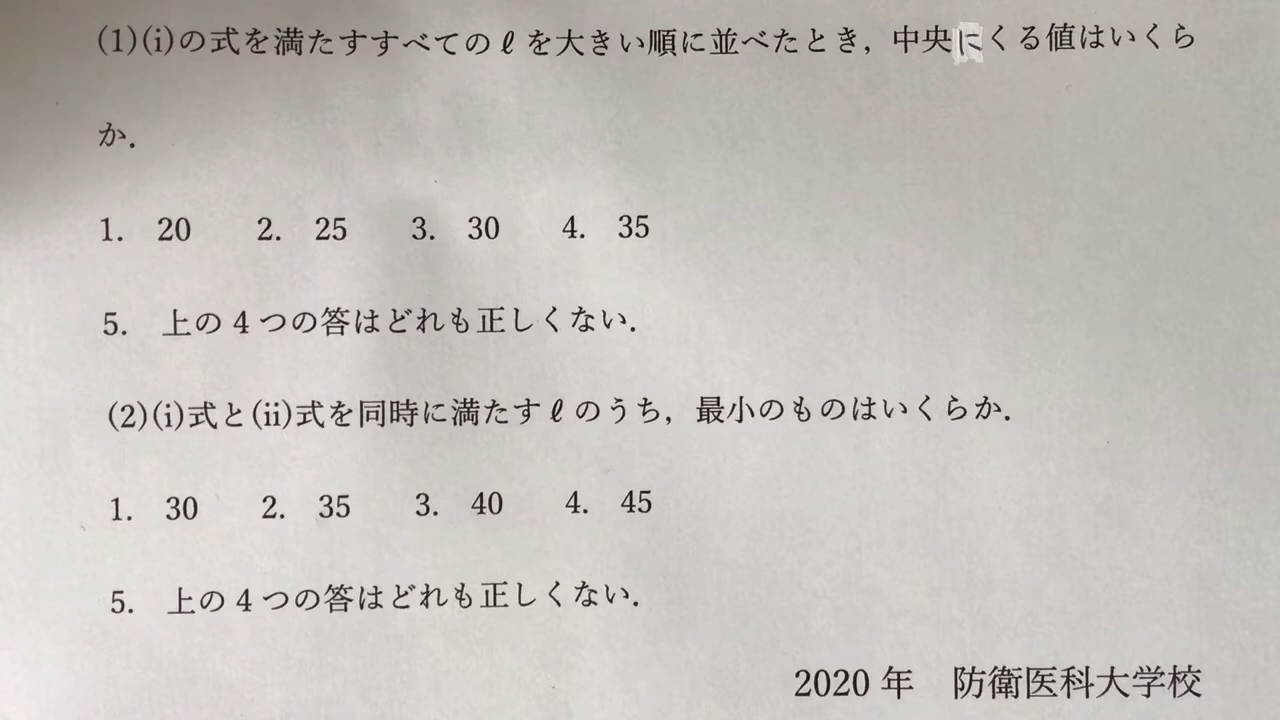 (1)(i)の式を満たすすべてのℓを大きい順に並べたとき，中央にくる値はいくら
か．
1. 20 2. 25 3. 30 4. 35
5. 上の4つの答はどれも正しくない．
(2)(i)式と(ii)式を同時に満たすℓのうち，最小のものはいくらか．
1. 30 2. 35 3. 40 4. 45
5. 上の4つの答はどれも正しくない．
2020年 防衛医科大学校